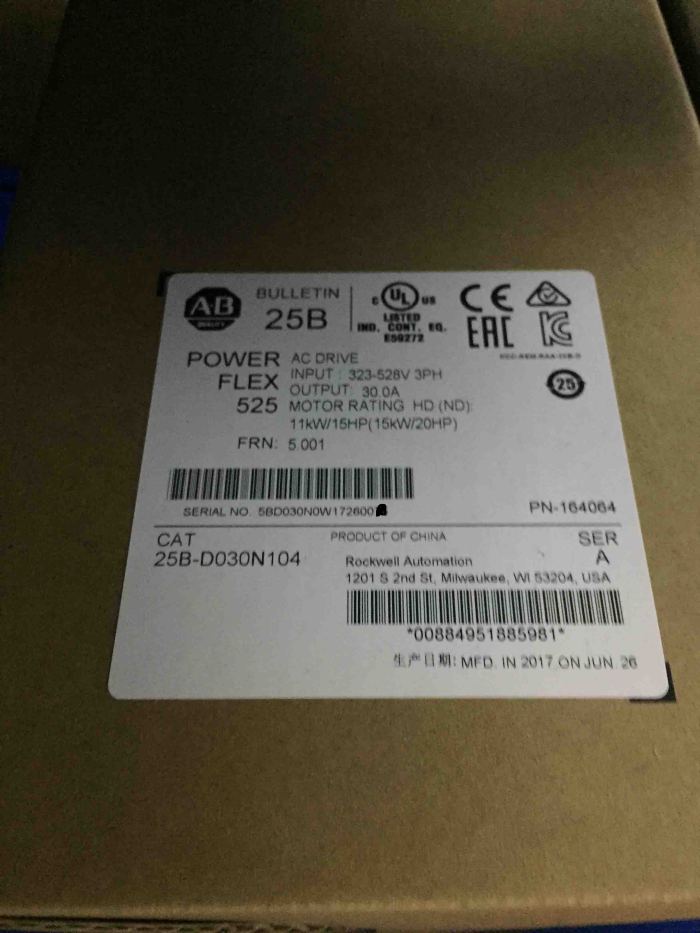 A-B
QUALITY
BULLETIN
25B
C UL US
LISTED
IND. CONT. EQ.
E59272
CE
EAC
25
POWER
FLEX
525
AC DRIVE
INPUT : 323-528V 3PH
OUTPUT: 30.0A
MOTOR RATING HD (ND):
11kW/15HP(15kW/20HP)
FRN: 5.001
SERIAL NO. 5BD030N0W172600
PN-164064
CAT
25B-D030N104
PRODUCT OF CHINA
SER
A
Rockwell Automation
1201 S 2nd St, Milwaukee, WI 53204, USA
*00884951885981*
生产日期: MFD. IN 2017 ON JUN. 26